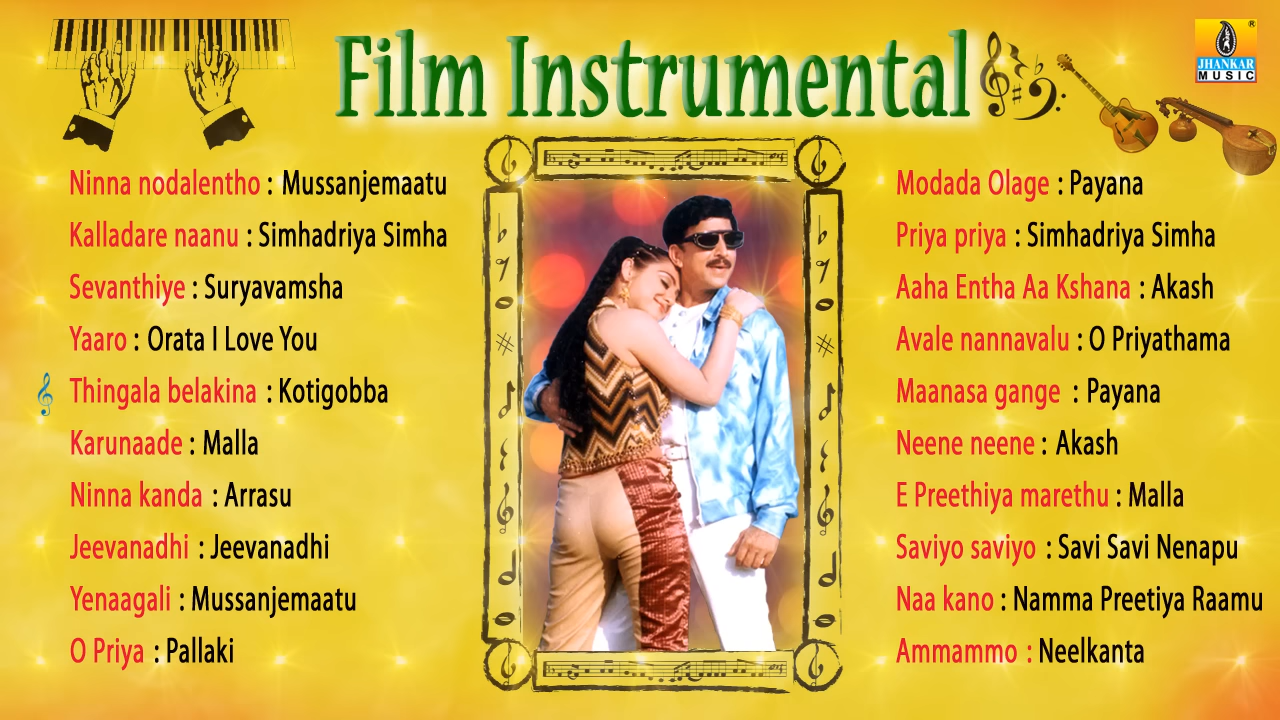 Film Instrumental
®
JHANKAR
MUSIC
Ninna nodalentho : Mussanjemaatu
Kalladare naanu : Simhadriya Simha
Sevanthiye : Suryavamsha
Yaaro : Orata I Love You
Thingala belakina : Kotigobba
Karunaade : Malla
Ninna kanda : Arrasu
Jeevanadhi : Jeevanadhi
Yenaagali : Mussanjemaatu
O Priya : Pallaki
Modada Olage : Payana
Priya priya : Simhadriya Simha
Aaha Entha Aa Kshana : Akash
Avale nannavalu : O Priyathama
Maanasa gange : Payana
Neene neene : Akash
E Preethiya marethu : Malla
Saviyo saviyo : Savi Savi Nenapu
Naa kano : Namma Preetiya Raamu
Ammammo : Neelkanta